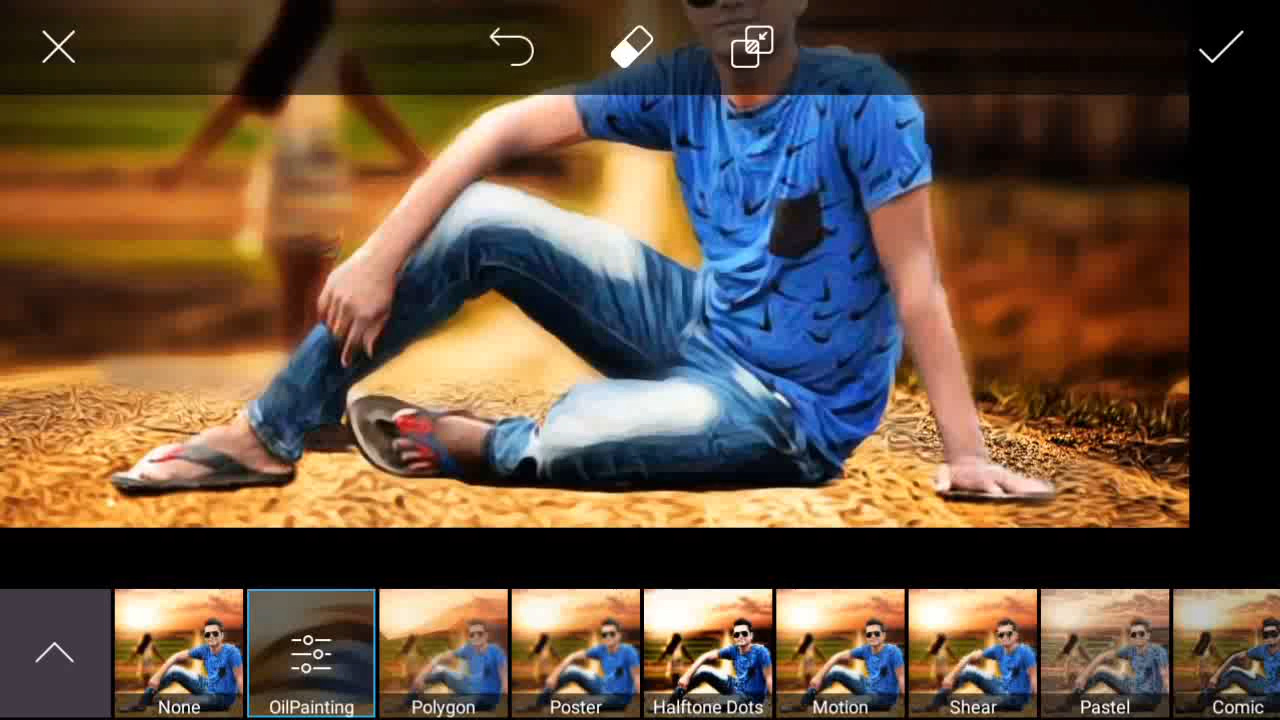 None
OilPainting
Polygon
Poster
Halftone Dots
Motion
Shear
Pastel
Comic